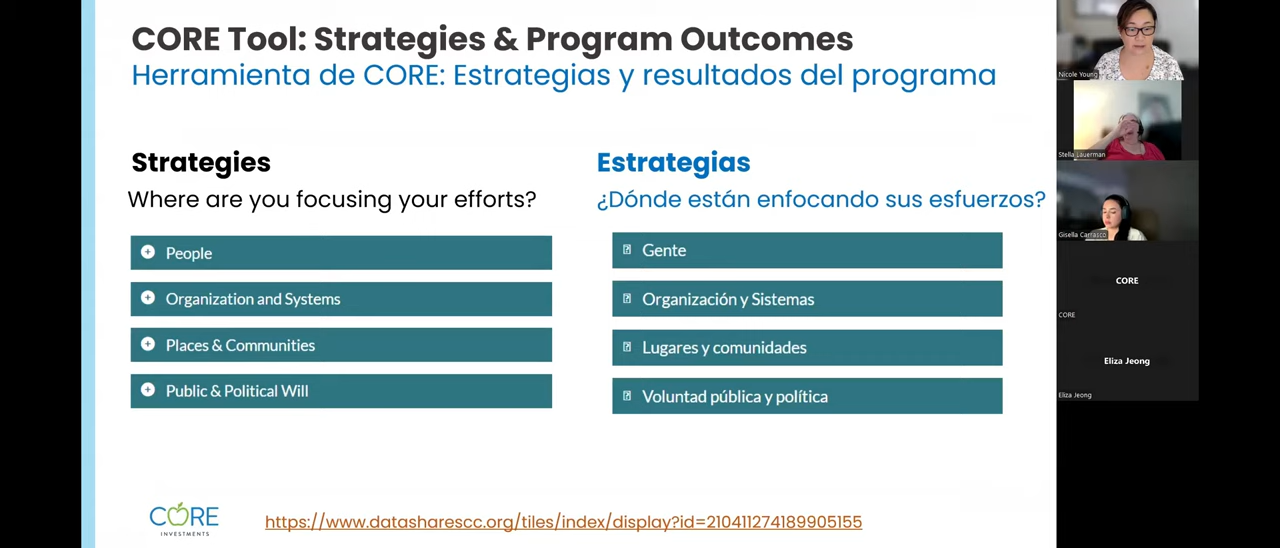 CORE Tool: Strategies & Program Outcomes
Herramienta de CORE: Estrategias y resultados del programa
Strategies
Where are you focusing your efforts?
People
Organization and Systems
Places & Communities
Public & Political Will
Estrategias
¿Dónde están enfocando sus esfuerzos?
Gente
Organización y Sistemas
Lugares y comunidades
Voluntad pública y política
CORE
INVESTMENTS
https://www.datasharescc.org/tiles/index/display?id=210411274189905155
Nicole Young
Stella Lauerman
Gisella Carrasco
CORE
CORE
Eliza Jeong
Eliza Jeong